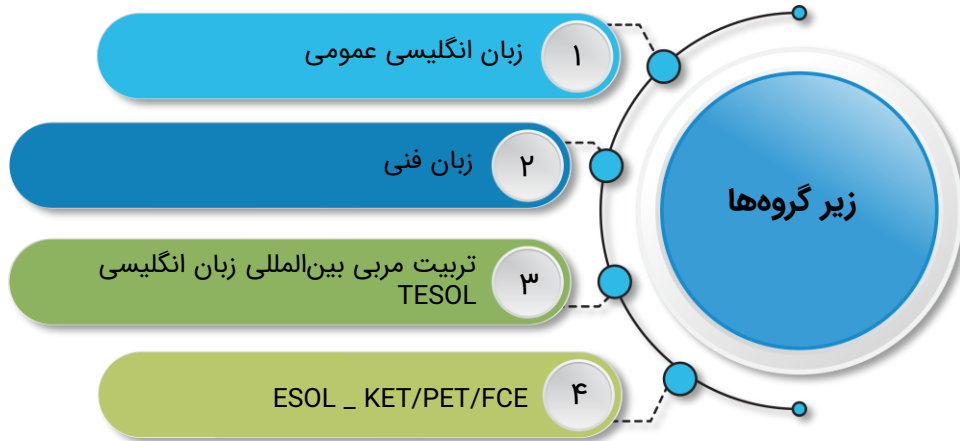 زیر گروه‌ها
۱
زبان انگلیسی عمومی
۲
زبان فنی
۳
تربیت مربی بین‌المللی زبان انگلیسی
TESOL
۴
ESOL _ KET/PET/FCE